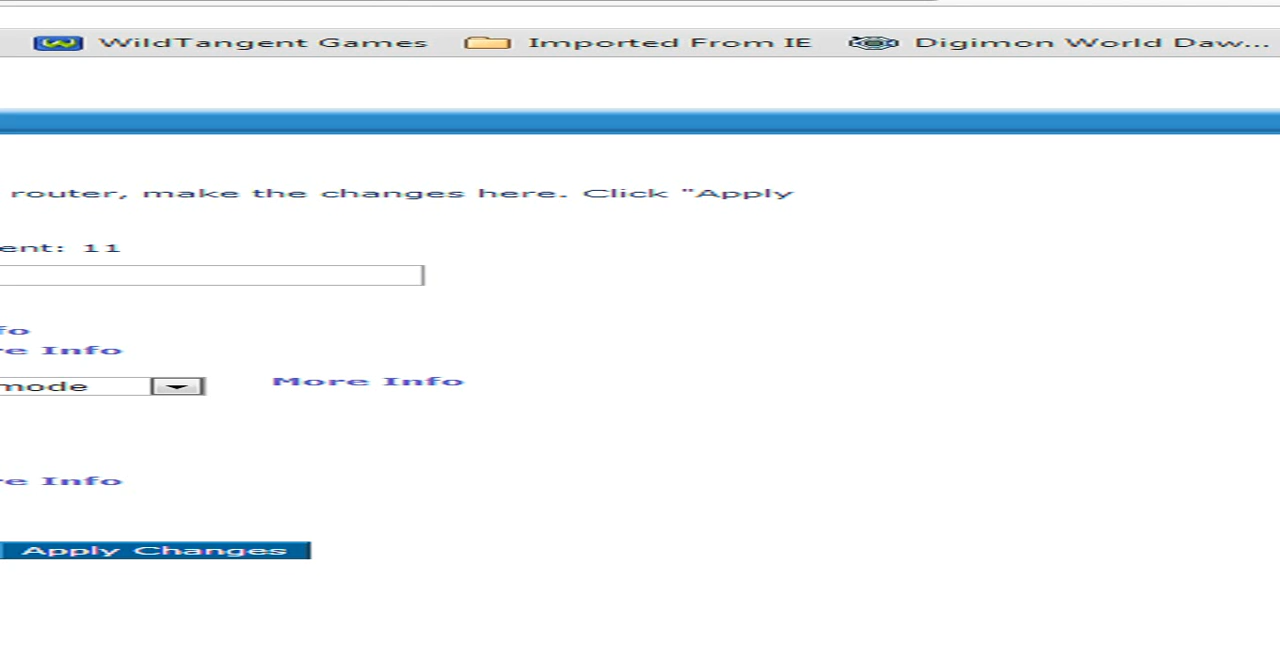 WildTangent Games Imported From IE Digimon World Daw...
router, make the changes here. Click "Apply
ent: 11
fo
re Info
mode More Info
re Info
Apply Changes